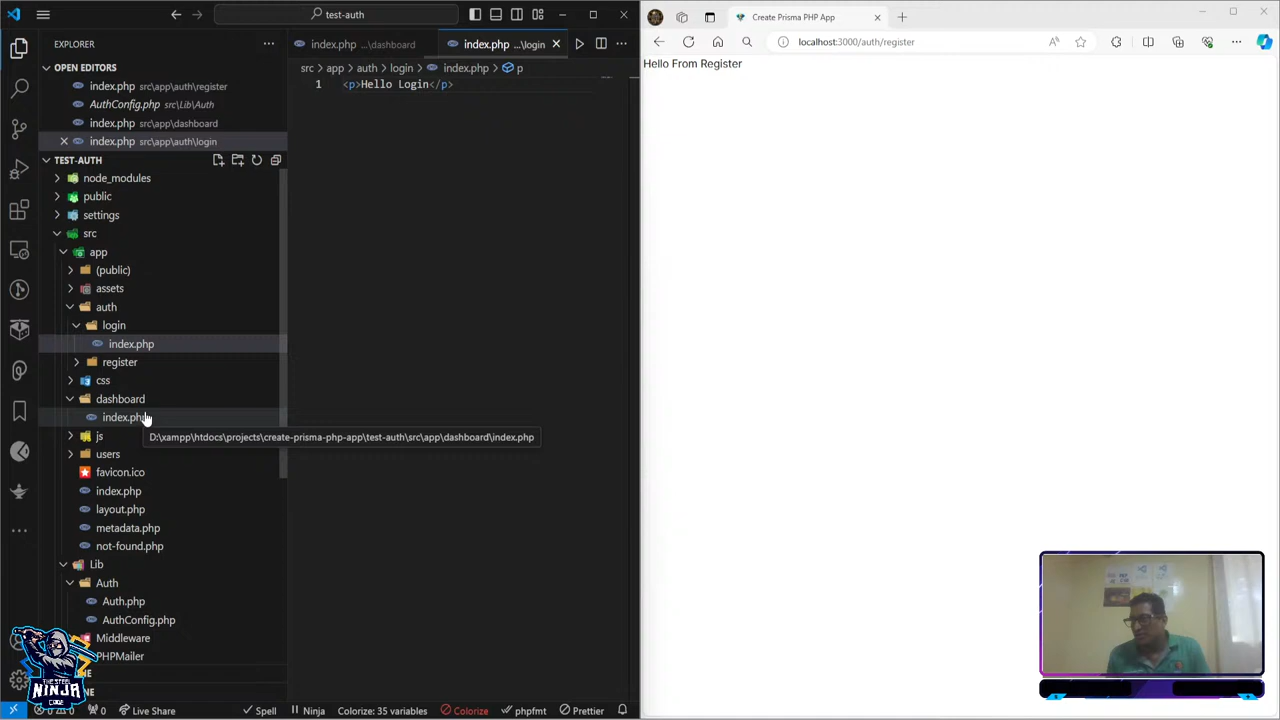 test-auth
EXPLORER
OPEN EDITORS
index.php src\app\auth\register
AuthConfig.php src\Lib\Auth
index.php src\app\dashboard
index.php src\app\auth\login
TEST-AUTH
node_modules
public
settings
src
app
(public)
assets
auth
login
index.php
register
css
dashboard
index.php
js
users
favicon.ico
index.php
layout.php
metadata.php
not-found.php
Lib
Auth
Auth.php
AuthConfig.php
Middleware
PHPMailer
index.php ...\dashboard
index.php ...\login
src > app > auth > login > index.php > p
1 <p>Hello Login</p>
D:\xampp\htdocs\projects\create-prisma-php-app\test-auth\src\app\dashboard\index.php
0 Live Share
Spell
Ninja
Colorize: 35 variables
Colorize
phpfmt
Prettier
Create Prisma PHP App
localhost:3000/auth/register
Hello From Register
THE STEEL
NINJA
CODE